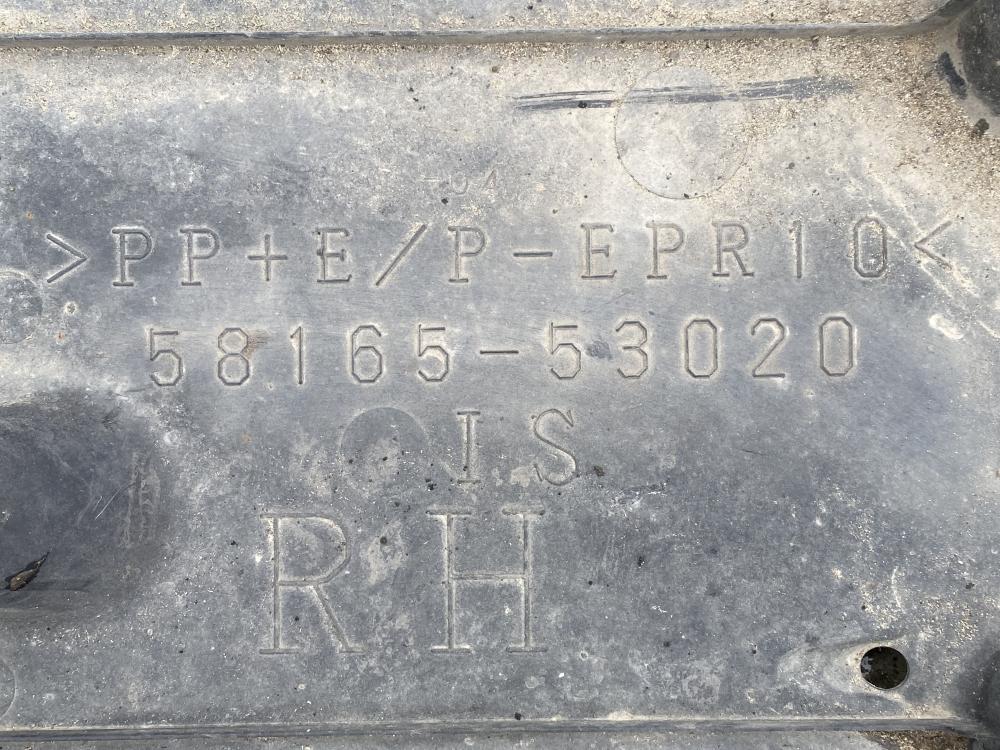 >PP+E/P-EPR10<
58165-53020
IS
RH